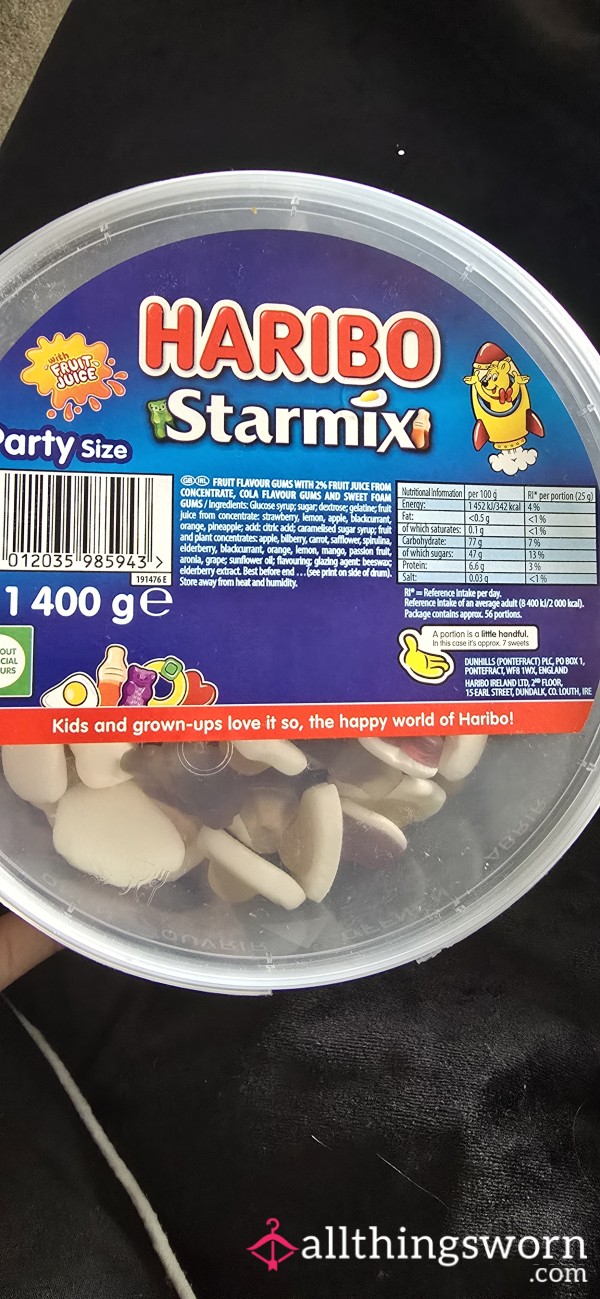 HARIBO
Starmix
with
FRUIT
JUICE
Party Size
GB IRL FRUIT FLAVOUR GUMS WITH 2% FRUIT JUICE FROM
CONCENTRATE, COLA FLAVOUR GUMS AND SWEET FOAM
GUMS / Ingredients: Glucose syrup; sugar; dextrose; gelatine; fruit
juice from concentrate: strawberry, lemon, apple, blackcurrant,
orange, pineapple; acid: citric acid; caramelised sugar syrup; fruit
and plant concentrates: apple, bilberry, carrot, safflower, spirulina,
elderberry, blackcurrant, orange, lemon, mango, passion fruit,
aronia, grape; sunflower oil; flavouring; glazing agent: beeswax;
elderberry extract. Best before end ...(see print on side of drum).
Store away from heat and humidity.
Nutritional Information per 100 g RI* per portion (25 g)
Energy: 1 452 kJ/342 kcal 4 %
Fat: <0.5 g <1 %
of which saturates: 0.1 g <1 %
Carbohydrate: 77 g 7 %
of which sugars: 47 g 13 %
Protein: 6.6 g 3 %
Salt: 0.03 g <1 %
RI* = Reference Intake per day.
Reference Intake of an average adult (8 400 kJ/2 000 kcal).
Package contains approx. 56 portions.
012035 985943 >
191476 E
1 400 g e
A portion is a little handful.
In this case it's approx. 7 sweets
OUT
CIAL
URS
DUNHILLS (PONTEFRACT) PLC, PO BOX 1,
PONTEFRACT, WF8 1WX, ENGLAND
HARIBO IRELAND LTD, 2ND FLOOR,
15 EARL STREET, DUNDALK, CO. LOUTH, IRE
Kids and grown-ups love it so, the happy world of Haribo!
OUVRIR
ABRIR
allthingsworn
.com